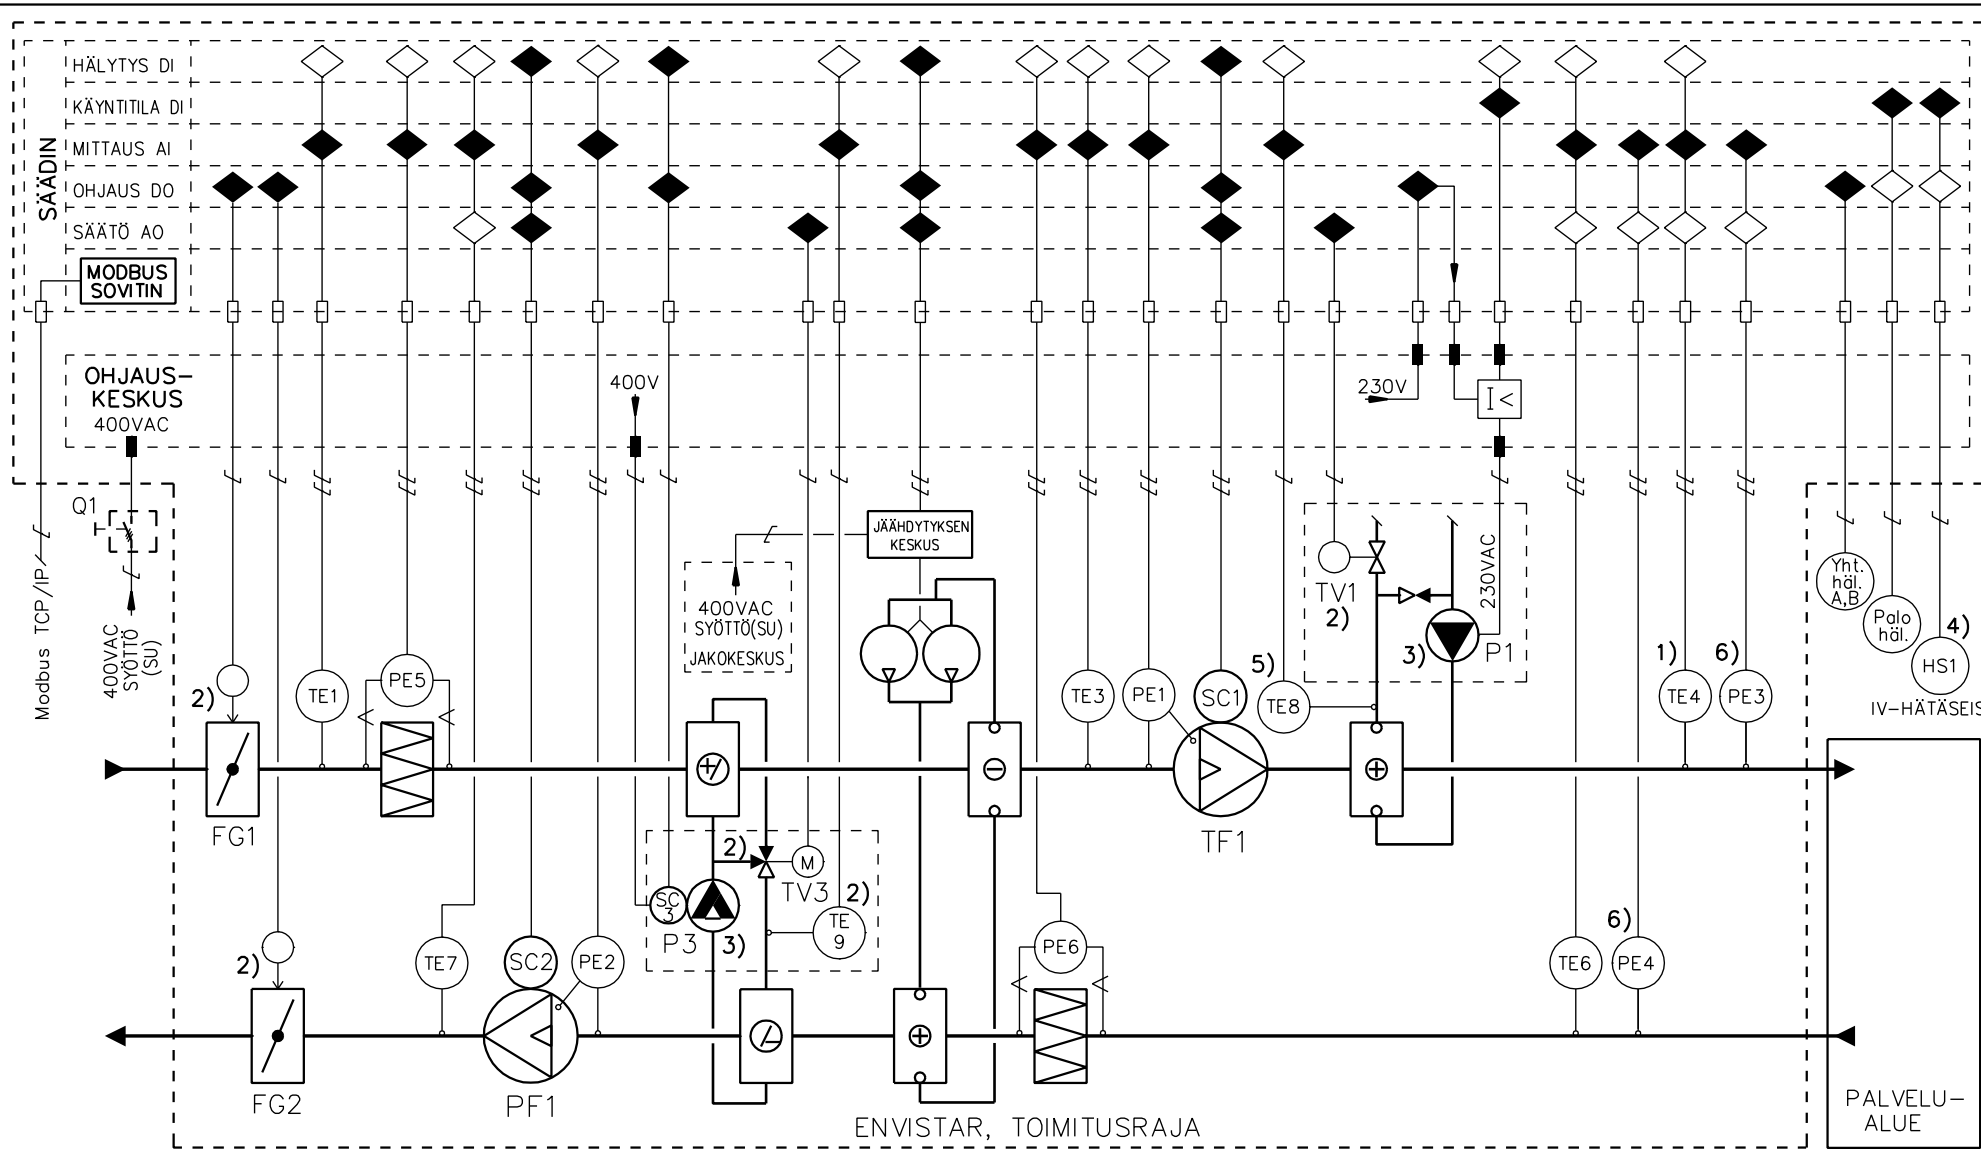 HÄLYTYS DI
KÄYNTITILA DI
MITTAUS AI
OHJAUS DO
SÄÄTÖ AO
SÄÄDIN
MODBUS
SOVITIN
OHJAUS-
KESKUS
400VAC
400V
230V
I<
Q1
Modbus TCP/IP
400VAC
SYÖTTÖ
(SU)
JÄÄHDYTYKSEN
KESKUS
400VAC
SYÖTTÖ(SU)
JAKOKESKUS
TV1
2)
230VAC
3)
P1
Yht.
häl.
A,B
Palo
häl.
4)
HS1
IV-HÄTÄSEIS
2)
TE1
PE5
TE3
PE1
SC1
5)
TE8
1)
TE4
6)
PE3
+/
-
+
FG1
TF1
2)
M
TV3
2)
SC
3
P3
3)
TE
9
2)
TE7
SC2
PE2
PE6
TE6
6)
PE4
+
FG2
PF1
ENVISTAR, TOIMITUSRAJA
PALVELU-
ALUE